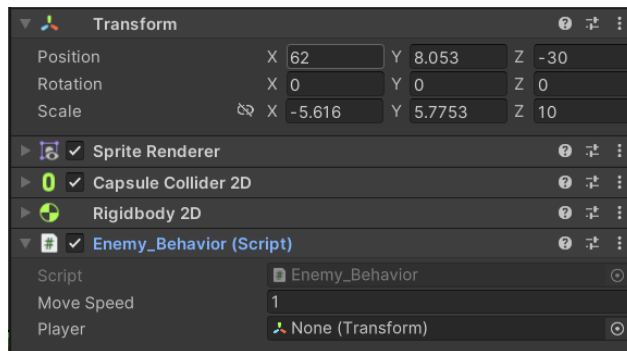 Transform
Position X 62 Y 8.053 Z -30
Rotation X 0 Y 0 Z 0
Scale X -5.616 Y 5.7753 Z 10
Sprite Renderer
Capsule Collider 2D
Rigidbody 2D
# Enemy_Behavior (Script)
Script # Enemy_Behavior
Move Speed 1
Player None (Transform)